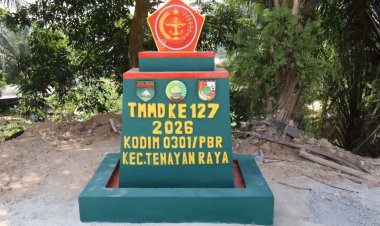 TMMD KE 127
2026
KODIM 0301/PBR
KEC.TENAYAN RAYA